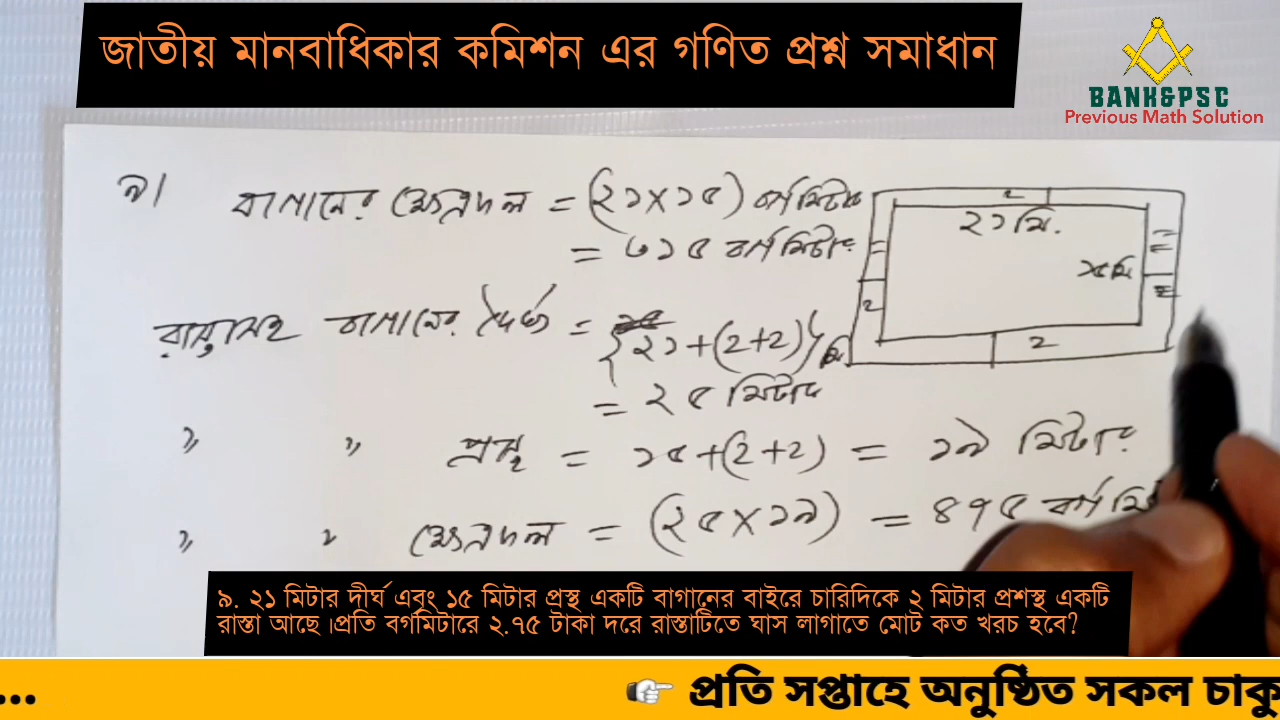 জাতীয় মানবাধিকার কমিশন এর গণিত প্রশ্ন সমাধান
BANK&PSC
Previous Math Solution
৯। বাগানের ক্ষেত্রফল = (২১×১৫) বর্গমিটার
= ৩১৫ বর্গমিটার
২
২১ মি.
১৫মি
২
২
রাস্তাসহ বাগানের দৈর্ঘ্য = {২১+(২+২)} মি
= ২৫ মিটার
" " প্রস্থ = ১৫+(২+২) = ১৯ মিটার
" " ক্ষেত্রফল = (২৫×১৯) = ৪৭৫ বর্গ মি
৯. ২১ মিটার দীর্ঘ এবং ১৫ মিটার প্রস্থ একটি বাগানের বাইরে চারিদিকে ২ মিটার প্রশস্থ একটি
রাস্তা আছে।প্রতি বর্গমিটারে ২.৭৫ টাকা দরে রাস্তাটিতে ঘাস লাগাতে মোট কত খরচ হবে?
... 👉 প্রতি সপ্তাহে অনুষ্ঠিত সকল চাকু